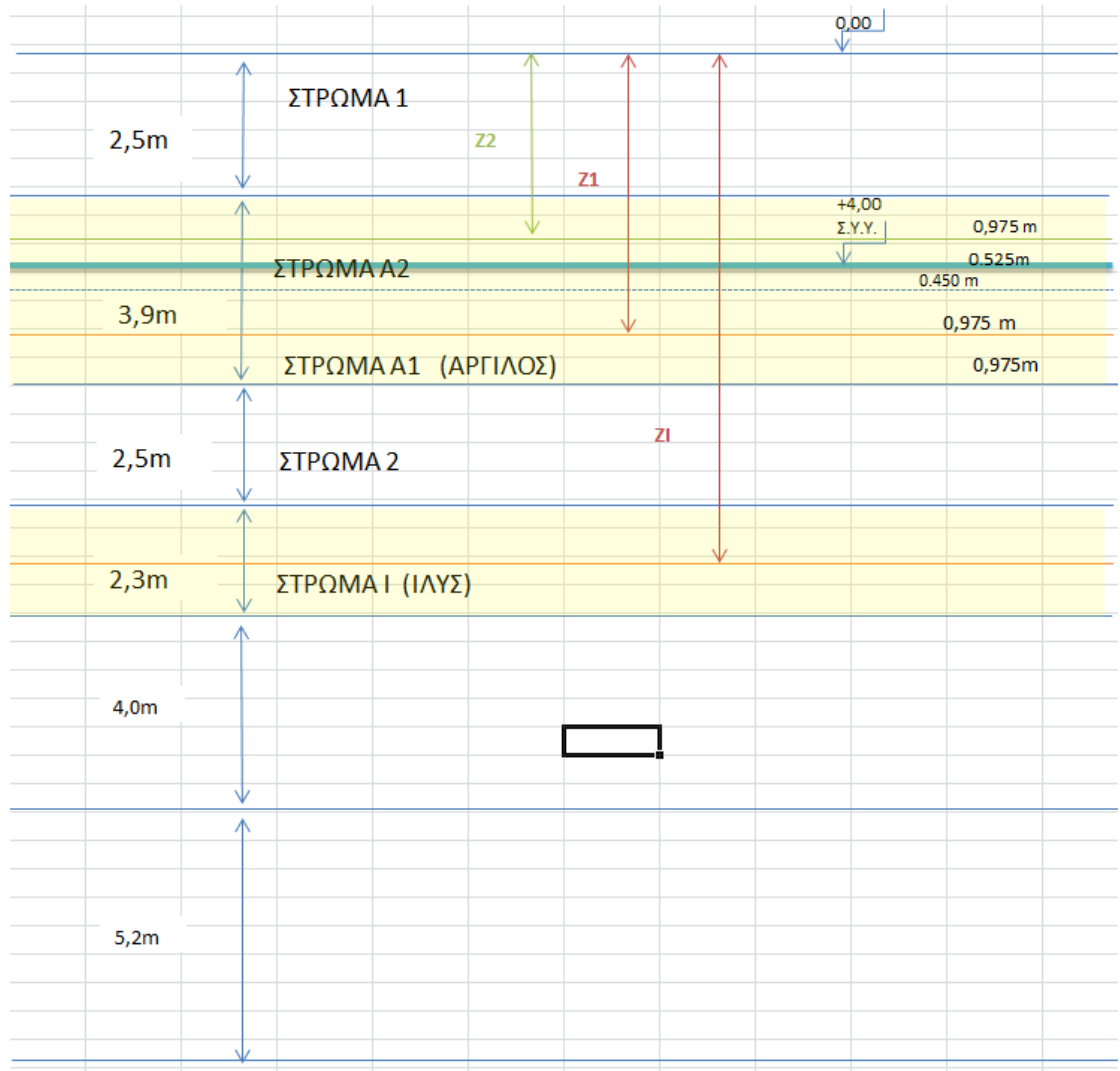 0,00
ΣΤΡΩΜΑ 1
2,5m
Z2
Z1
+4,00
Σ.Υ.Υ.
0,975 m
0.525m
ΣΤΡΩΜΑ Α2
0.450 m
3,9m
0,975 m
ΣΤΡΩΜΑ Α1 (ΑΡΓΙΛΟΣ)
0,975m
ZI
2,5m
ΣΤΡΩΜΑ 2
2,3m
ΣΤΡΩΜΑ Ι (ΙΛΥΣ)
4,0m
5,2m